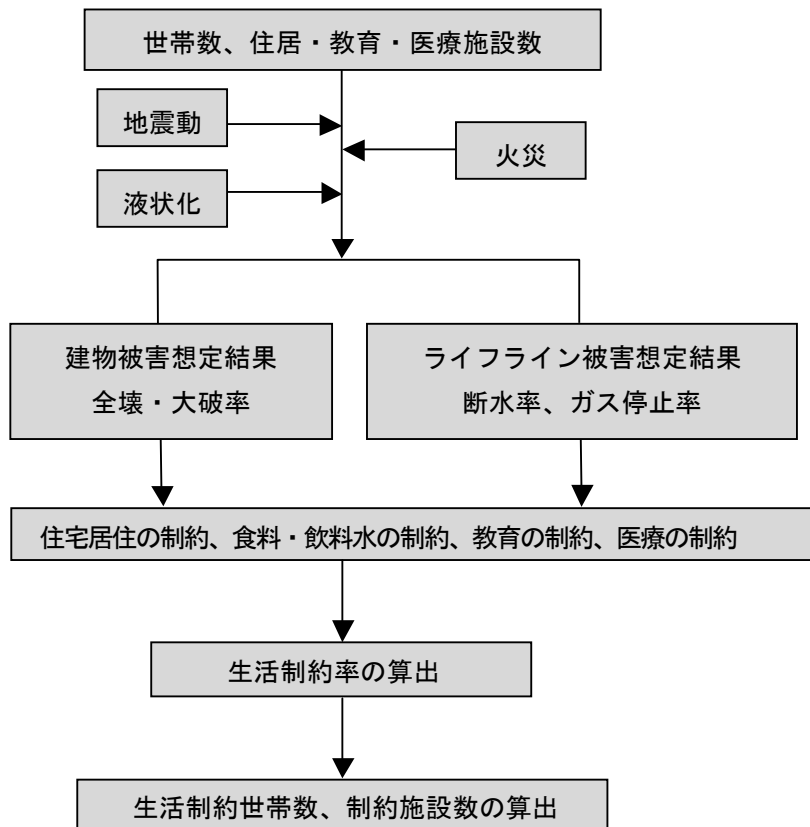 世帯数、住居・教育・医療施設数
地震動
火災
液状化
建物被害想定結果
全壊・大破率
ライフライン被害想定結果
断水率、ガス停止率
住宅居住の制約、食料・飲料水の制約、教育の制約、医療の制約
生活制約率の算出
生活制約世帯数、制約施設数の算出